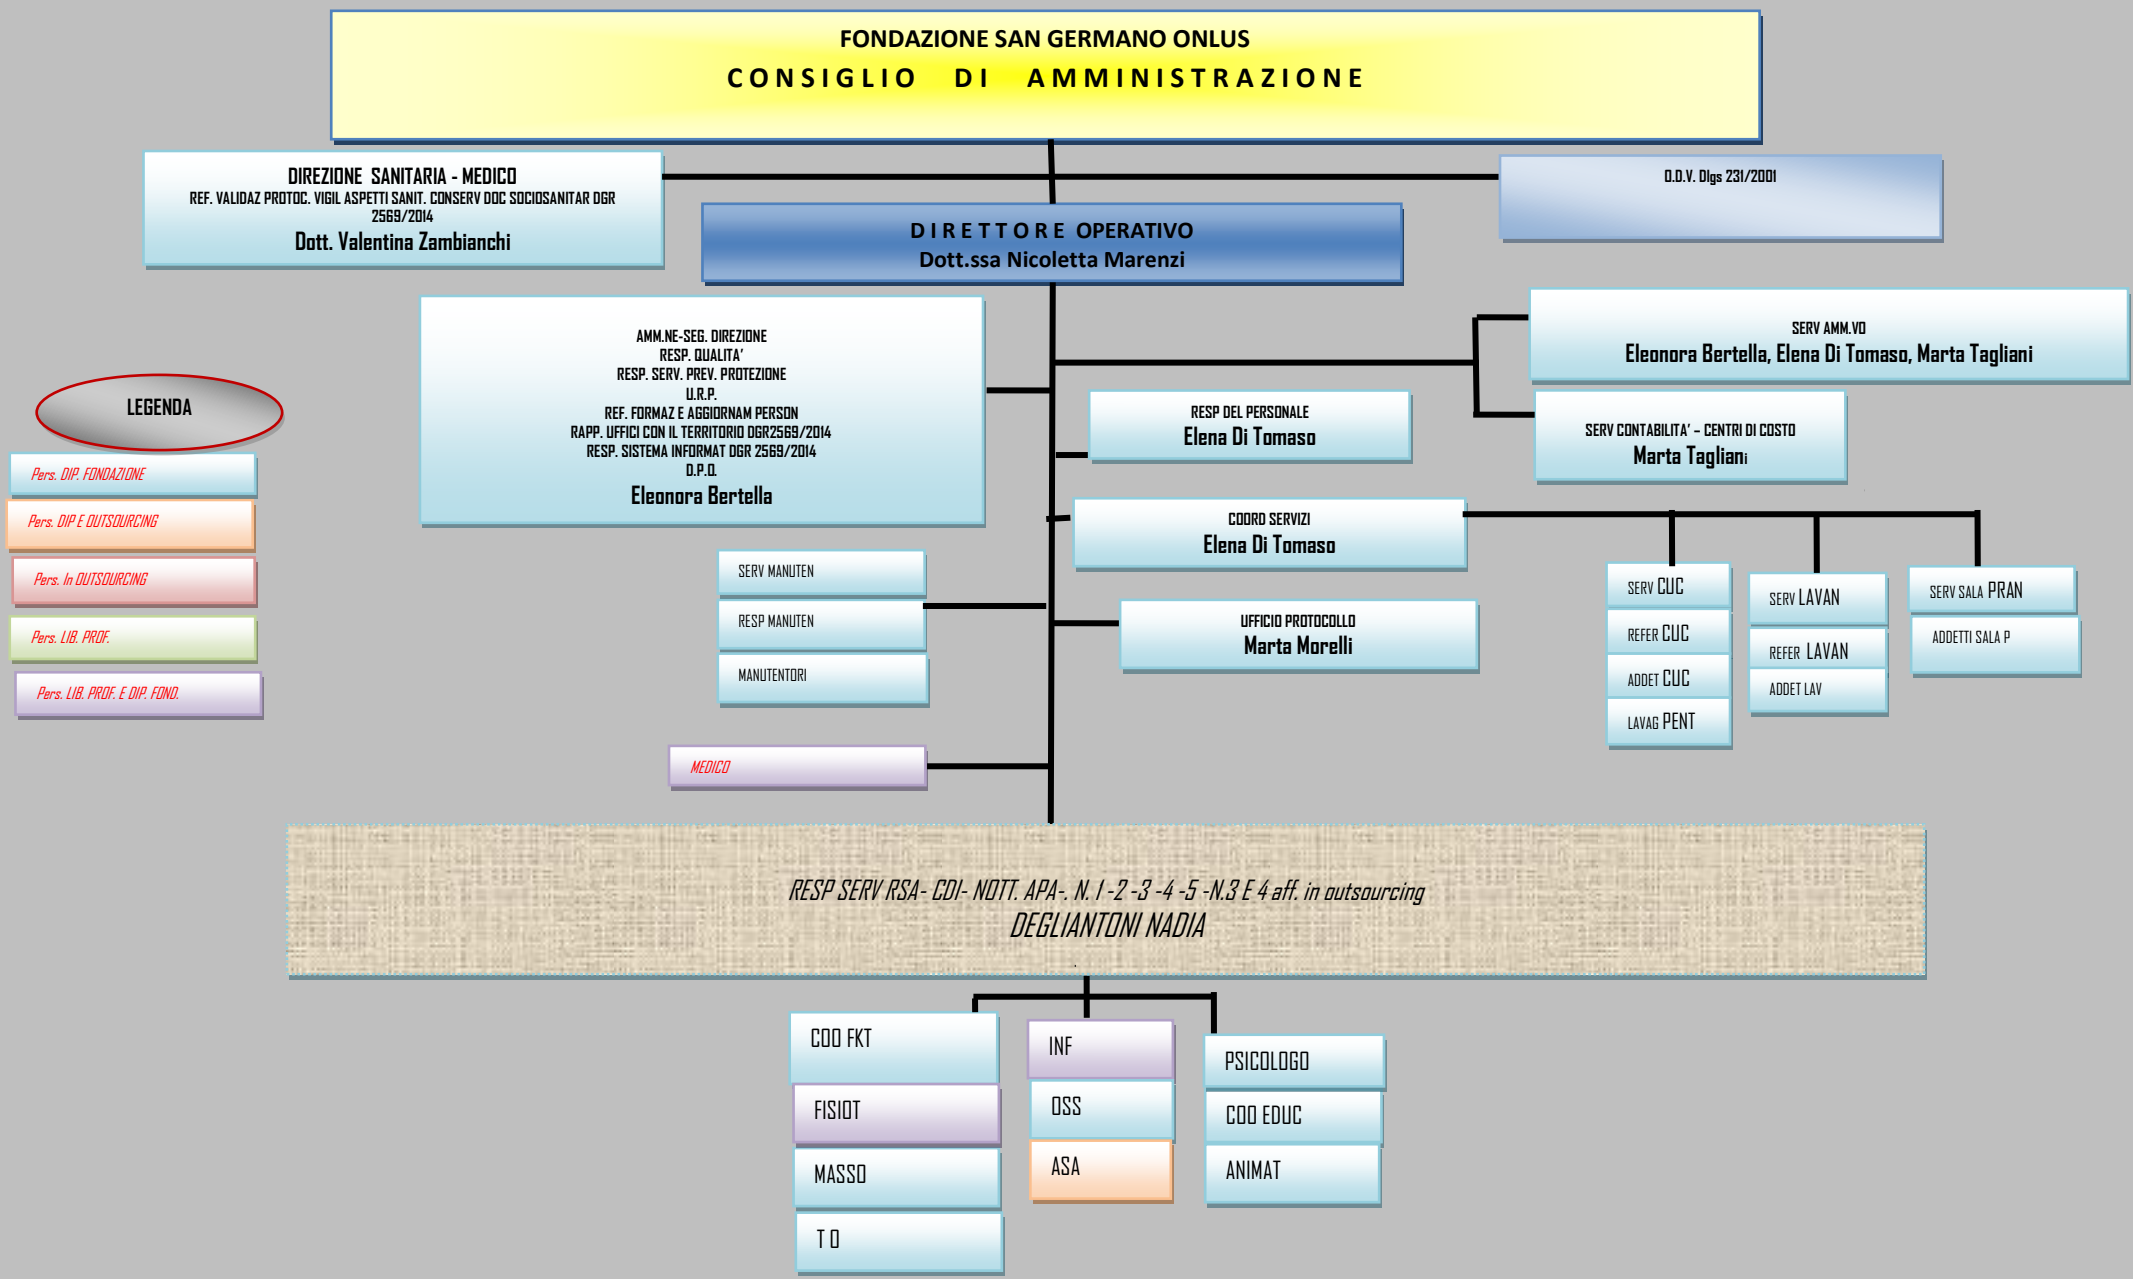 FONDAZIONE SAN GERMANO ONLUS
CONSIGLIO DI AMMINISTRAZIONE
DIREZIONE SANITARIA - MEDICO
REF. VALIDAZ PROTOC. VIGIL ASPETTI SANIT. CONSERV DOC SOCIOSANITAR DGR
2569/2014
Dott. Valentina Zambianchi
O.D.V. Dlgs 231/2001
DIRETTORE OPERATIVO
Dott.ssa Nicoletta Marenzi
AMM.NE-SEG. DIREZIONE
RESP. QUALITA'
RESP. SERV. PREV. PROTEZIONE
U.R.P.
REF. FORMAZ E AGGIORNAM PERSON
RAPP. UFFICI CON IL TERRITORIO DGR2569/2014
RESP. SISTEMA INFORMAT DGR 2569/2014
D.P.O.
Eleonora Bertella
SERV AMM.VO
Eleonora Bertella, Elena Di Tomaso, Marta Tagliani
RESP DEL PERSONALE
Elena Di Tomaso
SERV CONTABILITA' - CENTRI DI COSTO
Marta Tagliani
LEGENDA
Pers. DIP. FONDAZIONE
Pers. DIP E OUTSOURCING
Pers. In OUTSOURCING
Pers. LIB. PROF.
Pers. LIB. PROF. E DIP. FOND.
COORD SERVIZI
Elena Di Tomaso
SERV MANUTEN
RESP MANUTEN
MANUTENTORI
UFFICIO PROTOCOLLO
Marta Morelli
SERV CUC
REFER CUC
ADDET CUC
LAVAG PENT
SERV LAVAN
REFER LAVAN
ADDET LAV
SERV SALA PRAN
ADDETTI SALA P
MEDICO
RESP SERV RSA- CDI- NOTT. APA-. N. 1 -2 -3 -4 -5 -N.3 E 4 aff. in outsourcing
DEGLIANTONI NADIA
COO FKT
FISIOT
MASSO
T O
INF
OSS
ASA
PSICOLOGO
COO EDUC
ANIMAT